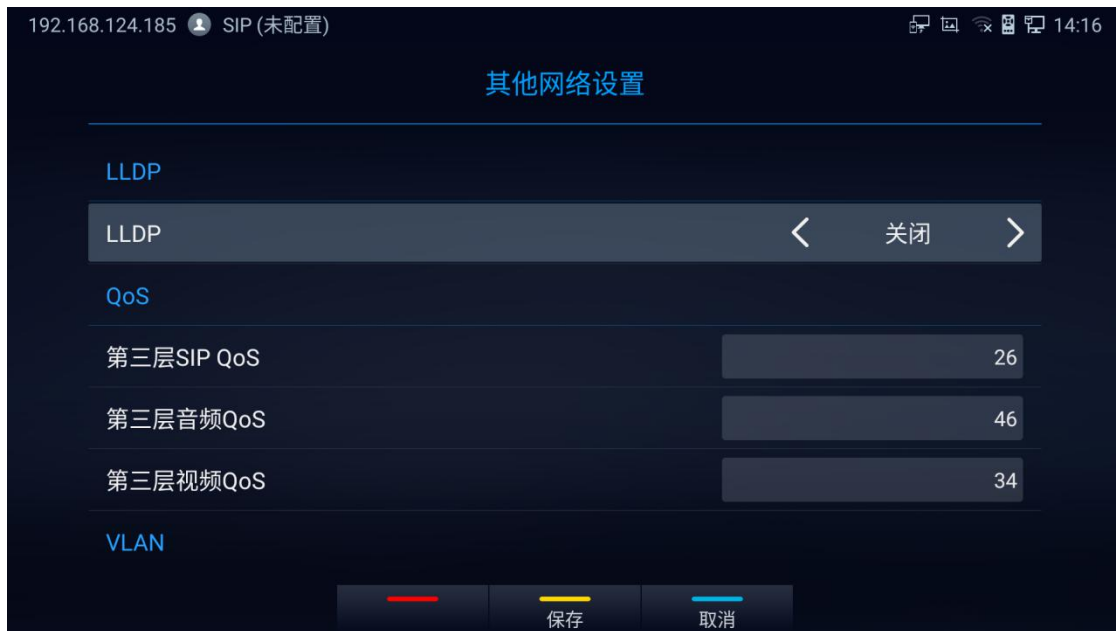 192.168.124.185 SIP (未配置) 14:16
其他网络设置
LLDP
LLDP 关闭
QoS
第三层SIP QoS 26
第三层音频QoS 46
第三层视频QoS 34
VLAN
保存 取消